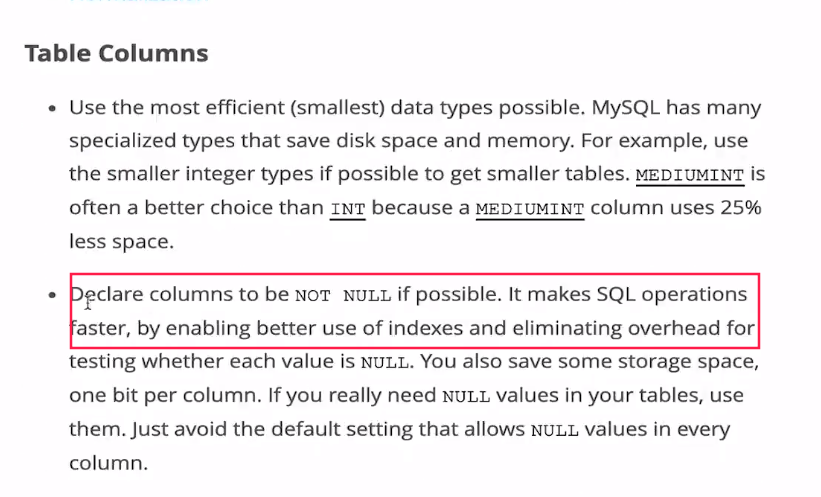 Table Columns
• Use the most efficient (smallest) data types possible. MySQL has many
specialized types that save disk space and memory. For example, use
the smaller integer types if possible to get smaller tables. MEDIUMINT is
often a better choice than INT because a MEDIUMINT column uses 25%
less space.
• Declare columns to be NOT NULL if possible. It makes SQL operations
faster, by enabling better use of indexes and eliminating overhead for
testing whether each value is NULL. You also save some storage space,
one bit per column. If you really need NULL values in your tables, use
them. Just avoid the default setting that allows NULL values in every
column.